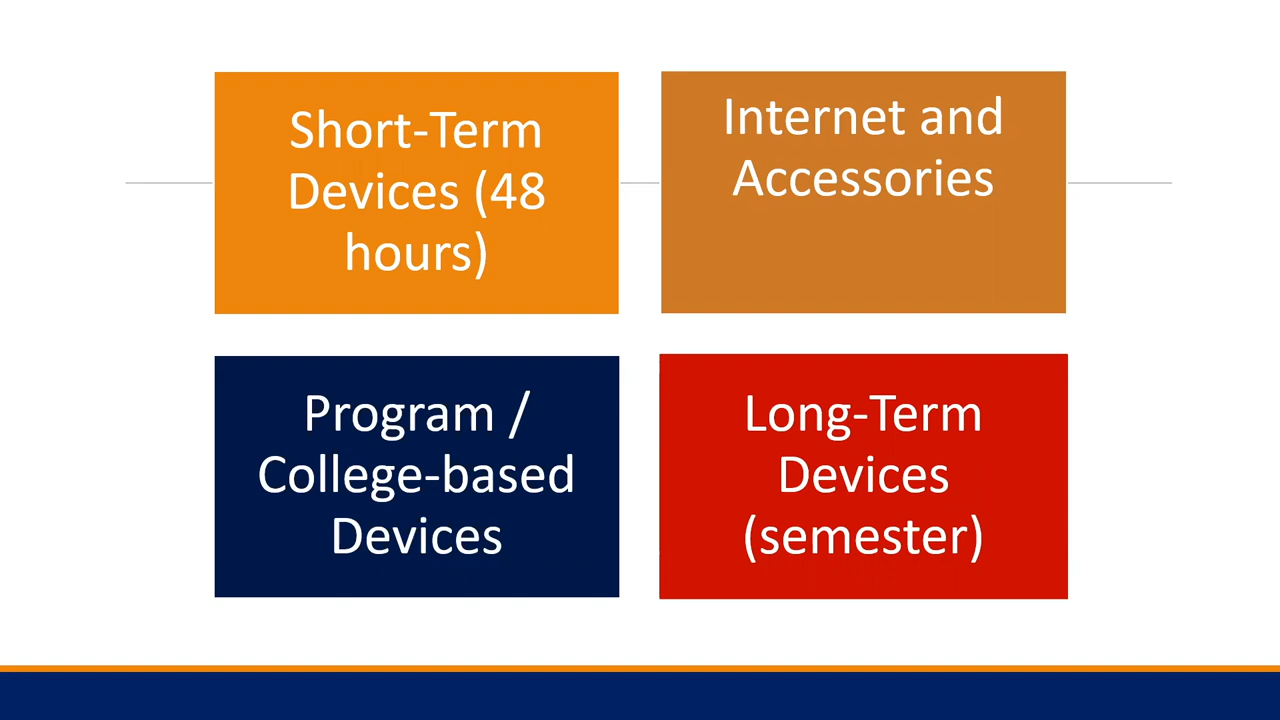 Short-Term
Devices (48
hours)
Internet and
Accessories
Program /
College-based
Devices
Long-Term
Devices
(semester)